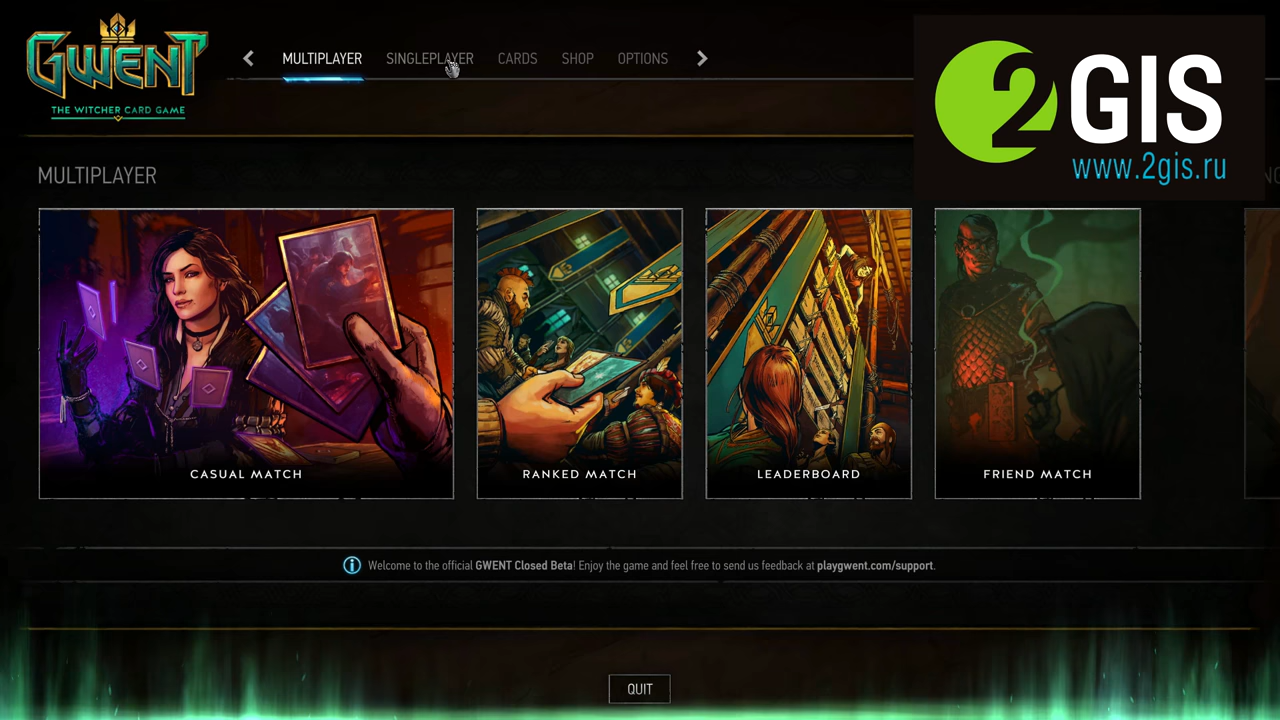 GWENT
THE WITCHER CARD GAME
MULTIPLAYER SINGLEPLAYER CARDS SHOP OPTIONS
2GIS
www.2gis.ru
MULTIPLAYER
CASUAL MATCH
RANKED MATCH
LEADERBOARD
FRIEND MATCH
Welcome to the official GWENT Closed Beta! Enjoy the game and feel free to send us feedback at playgwent.com/support.
QUIT